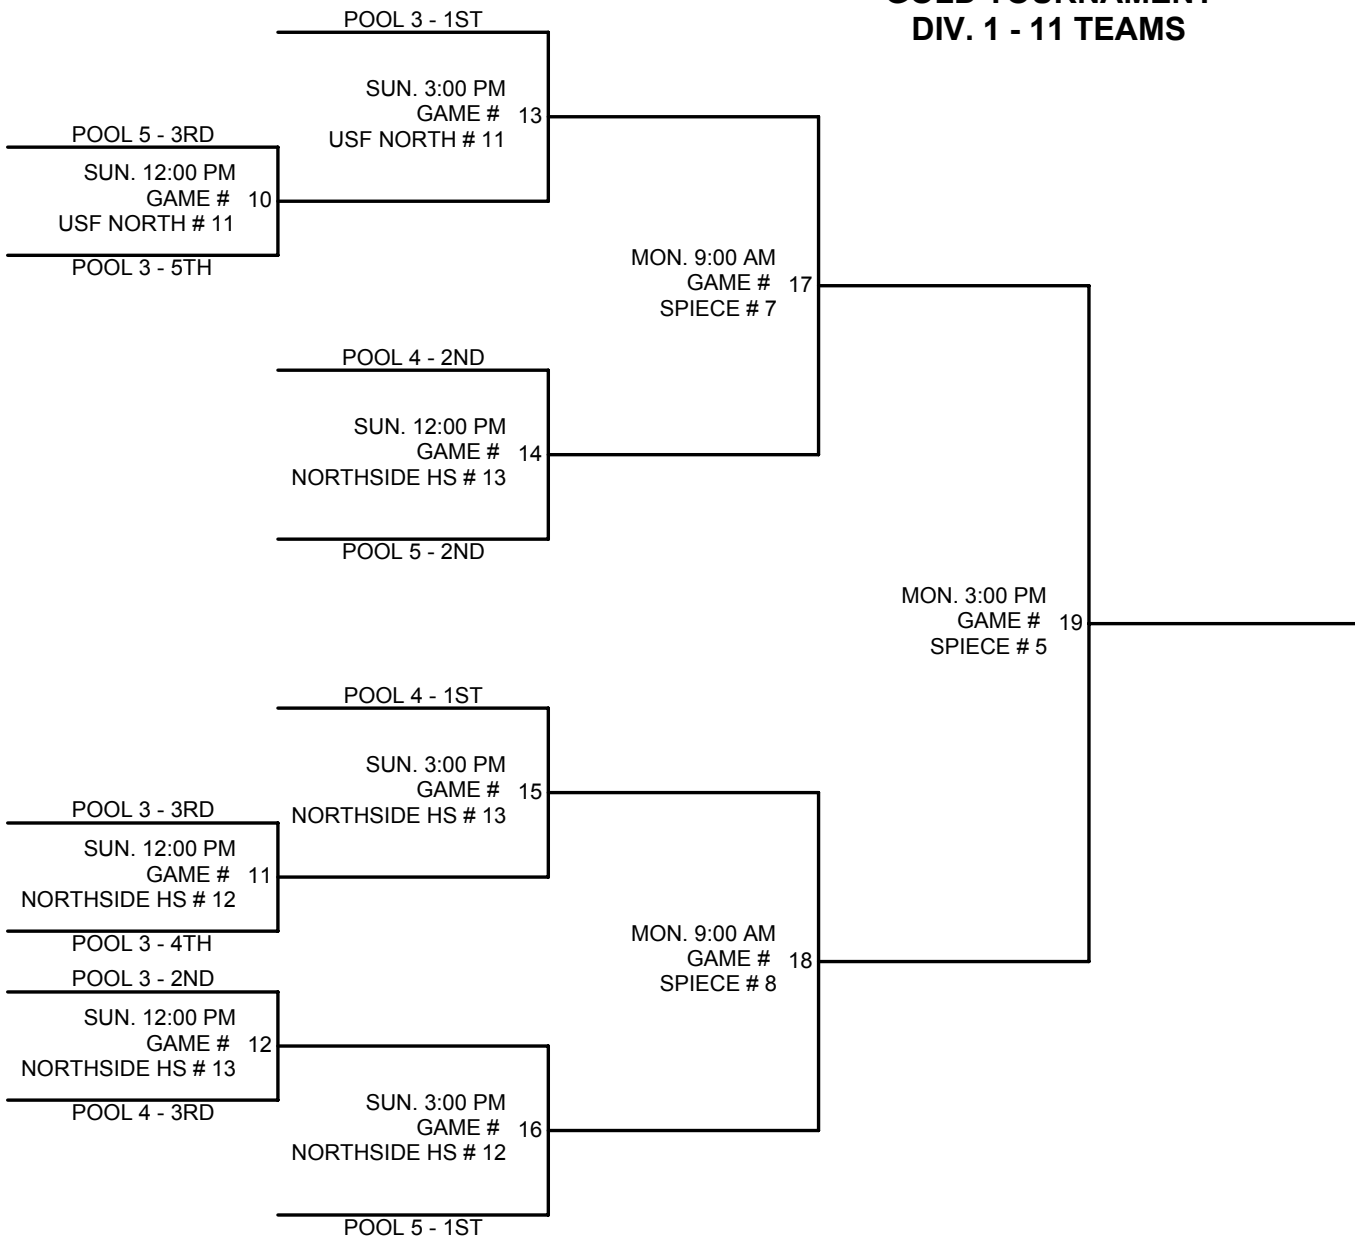 GOLD TOURNAMENT
DIV. 1 - 11 TEAMS
POOL 3 - 1ST
SUN. 3:00 PM
GAME # 13
USF NORTH # 11
POOL 5 - 3RD
SUN. 12:00 PM
GAME # 10
USF NORTH # 11
POOL 3 - 5TH
MON. 9:00 AM
GAME # 17
SPIECE # 7
POOL 4 - 2ND
SUN. 12:00 PM
GAME # 14
NORTHSIDE HS # 13
POOL 5 - 2ND
MON. 3:00 PM
GAME # 19
SPIECE # 5
POOL 4 - 1ST
SUN. 3:00 PM
GAME # 15
NORTHSIDE HS # 13
POOL 3 - 3RD
SUN. 12:00 PM
GAME # 11
NORTHSIDE HS # 12
POOL 3 - 4TH
MON. 9:00 AM
GAME # 18
SPIECE # 8
POOL 3 - 2ND
SUN. 12:00 PM
GAME # 12
NORTHSIDE HS # 13
POOL 4 - 3RD
SUN. 3:00 PM
GAME # 16
NORTHSIDE HS # 12
POOL 5 - 1ST